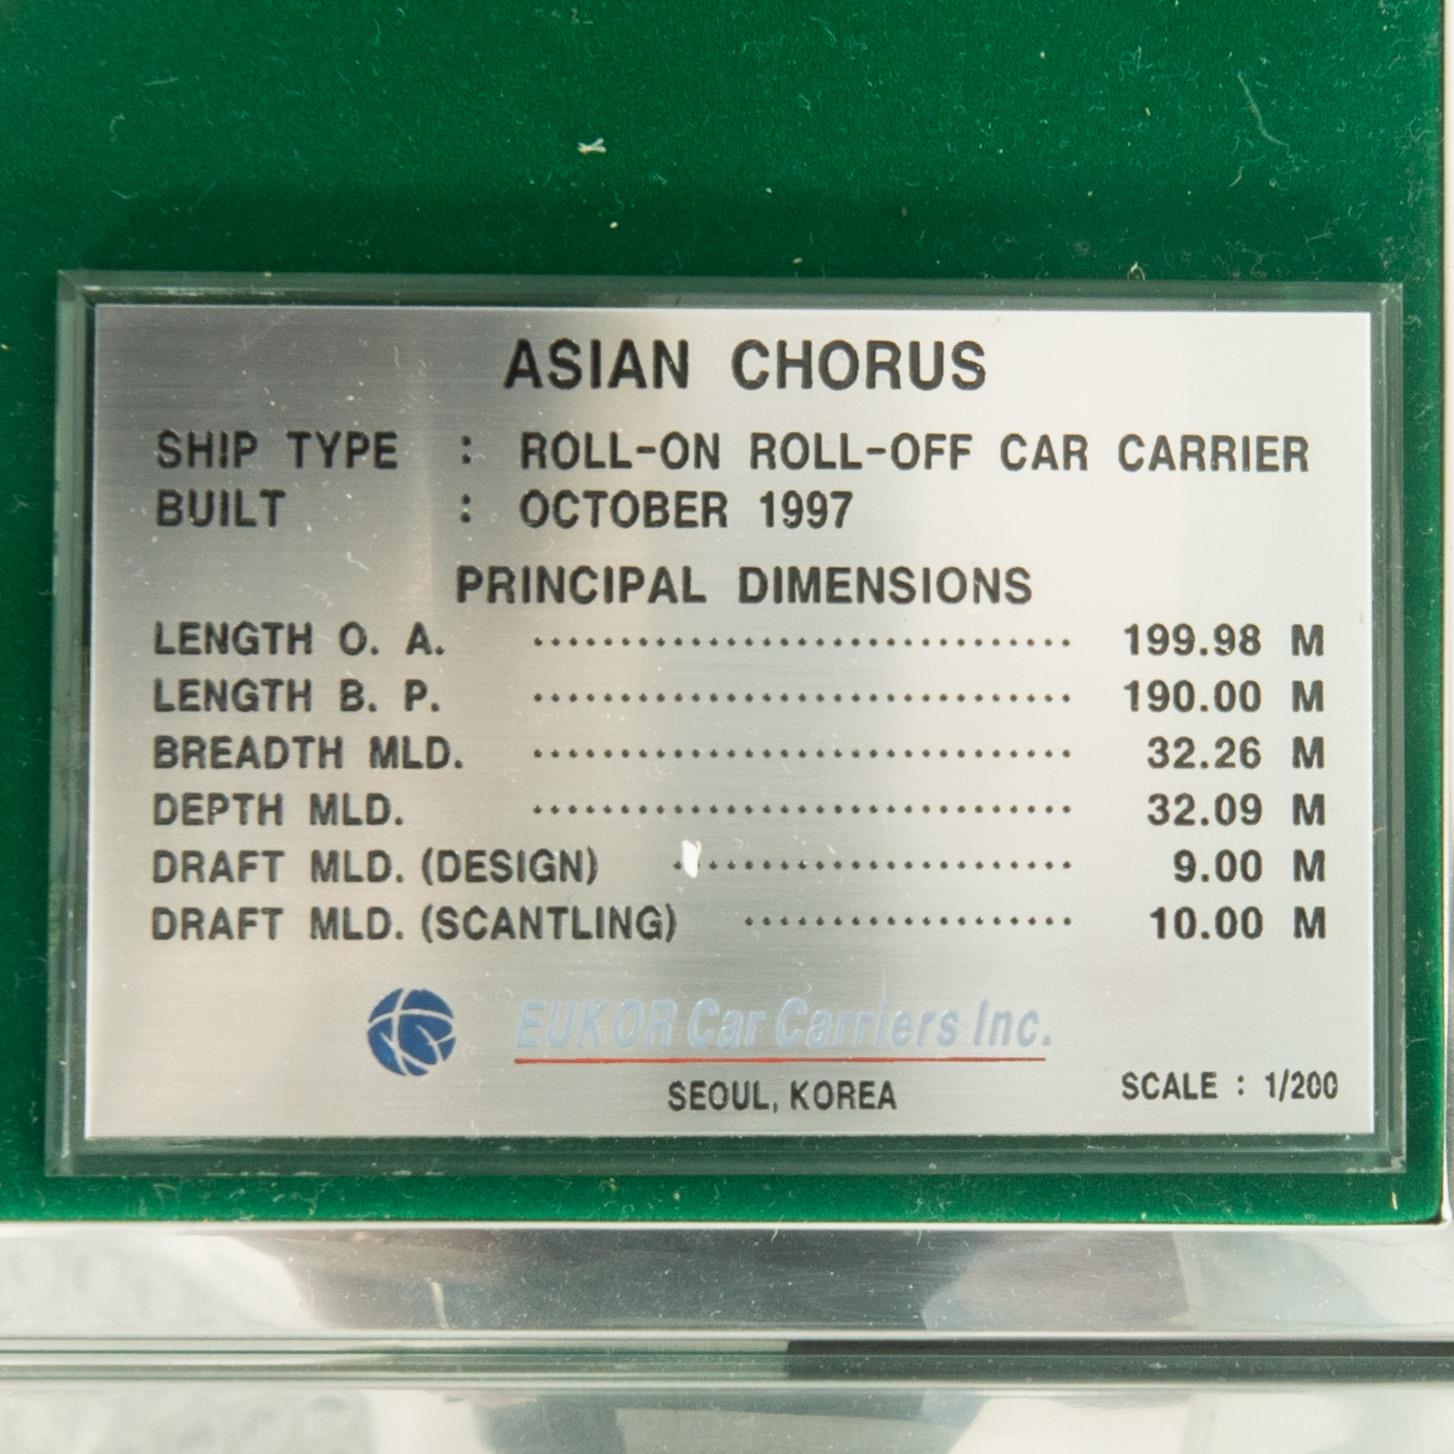 ASIAN CHORUS
SHIP TYPE : ROLL-ON ROLL-OFF CAR CARRIER
BUILT : OCTOBER 1997
PRINCIPAL DIMENSIONS
LENGTH O. A. ······························· 199.98 M
LENGTH B. P. ······························· 190.00 M
BREADTH MLD. ······························· 32.26 M
DEPTH MLD. ······························· 32.09 M
DRAFT MLD. (DESIGN) ······················· 9.00 M
DRAFT MLD. (SCANTLING) ··················· 10.00 M
EUKOR Car Carriers Inc.
SEOUL, KOREA
SCALE : 1/200